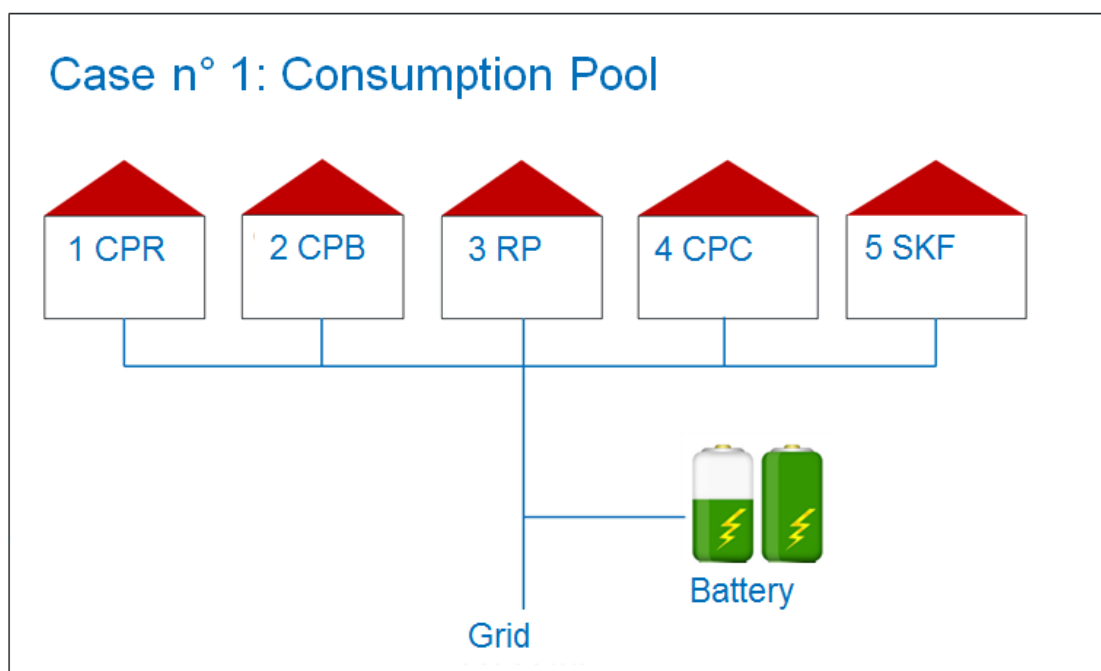 Case n° 1: Consumption Pool
1 CPR
2 CPB
3 RP
4 CPC
5 SKF
Battery
Grid